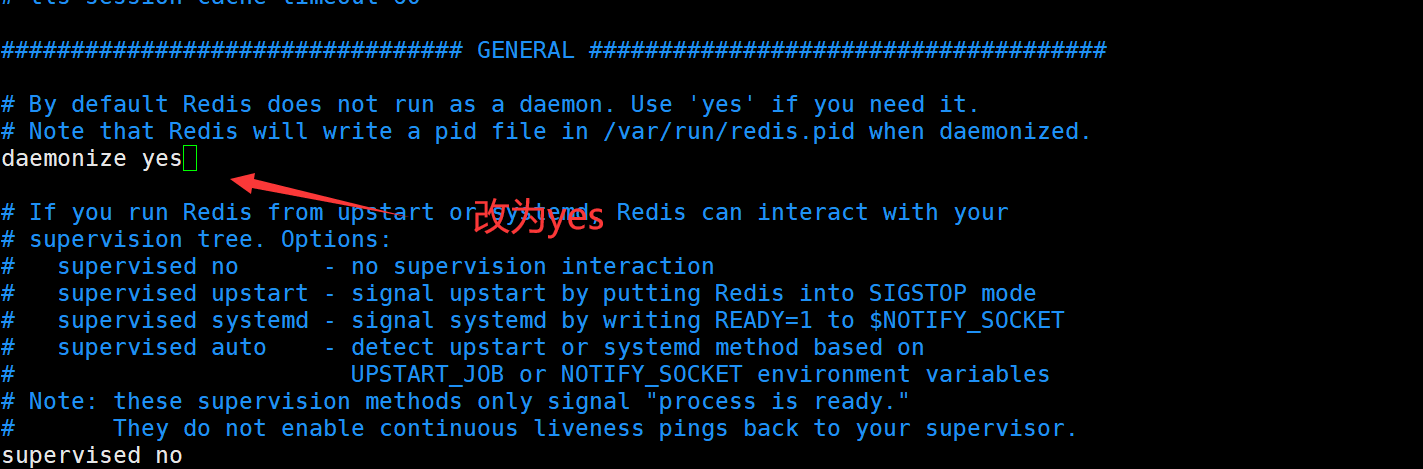 # tls-session-cache-timeout 60
################################# GENERAL #####################################
# By default Redis does not run as a daemon. Use 'yes' if you need it.
# Note that Redis will write a pid file in /var/run/redis.pid when daemonized.
daemonize yes
改为yes
# If you run Redis from upstart or systemd, Redis can interact with your
# supervision tree. Options:
#   supervised no      - no supervision interaction
#   supervised upstart - signal upstart by putting Redis into SIGSTOP mode
#   supervised systemd - signal systemd by writing READY=1 to $NOTIFY_SOCKET
#   supervised auto    - detect upstart or systemd method based on
#                        UPSTART_JOB or NOTIFY_SOCKET environment variables
# Note: these supervision methods only signal "process is ready."
#       They do not enable continuous liveness pings back to your supervisor.
supervised no